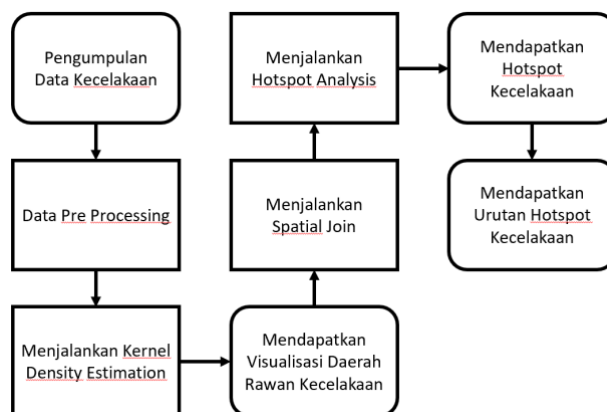 Pengumpulan
Data Kecelakaan
Data Pre Processing
Menjalankan Kernel
Density Estimation
Mendapatkan
Visualisasi Daerah
Rawan Kecelakaan
Menjalankan
Spatial Join
Menjalankan
Hotspot Analysis
Mendapatkan
Hotspot
Kecelakaan
Mendapatkan
Urutan Hotspot
Kecelakaan